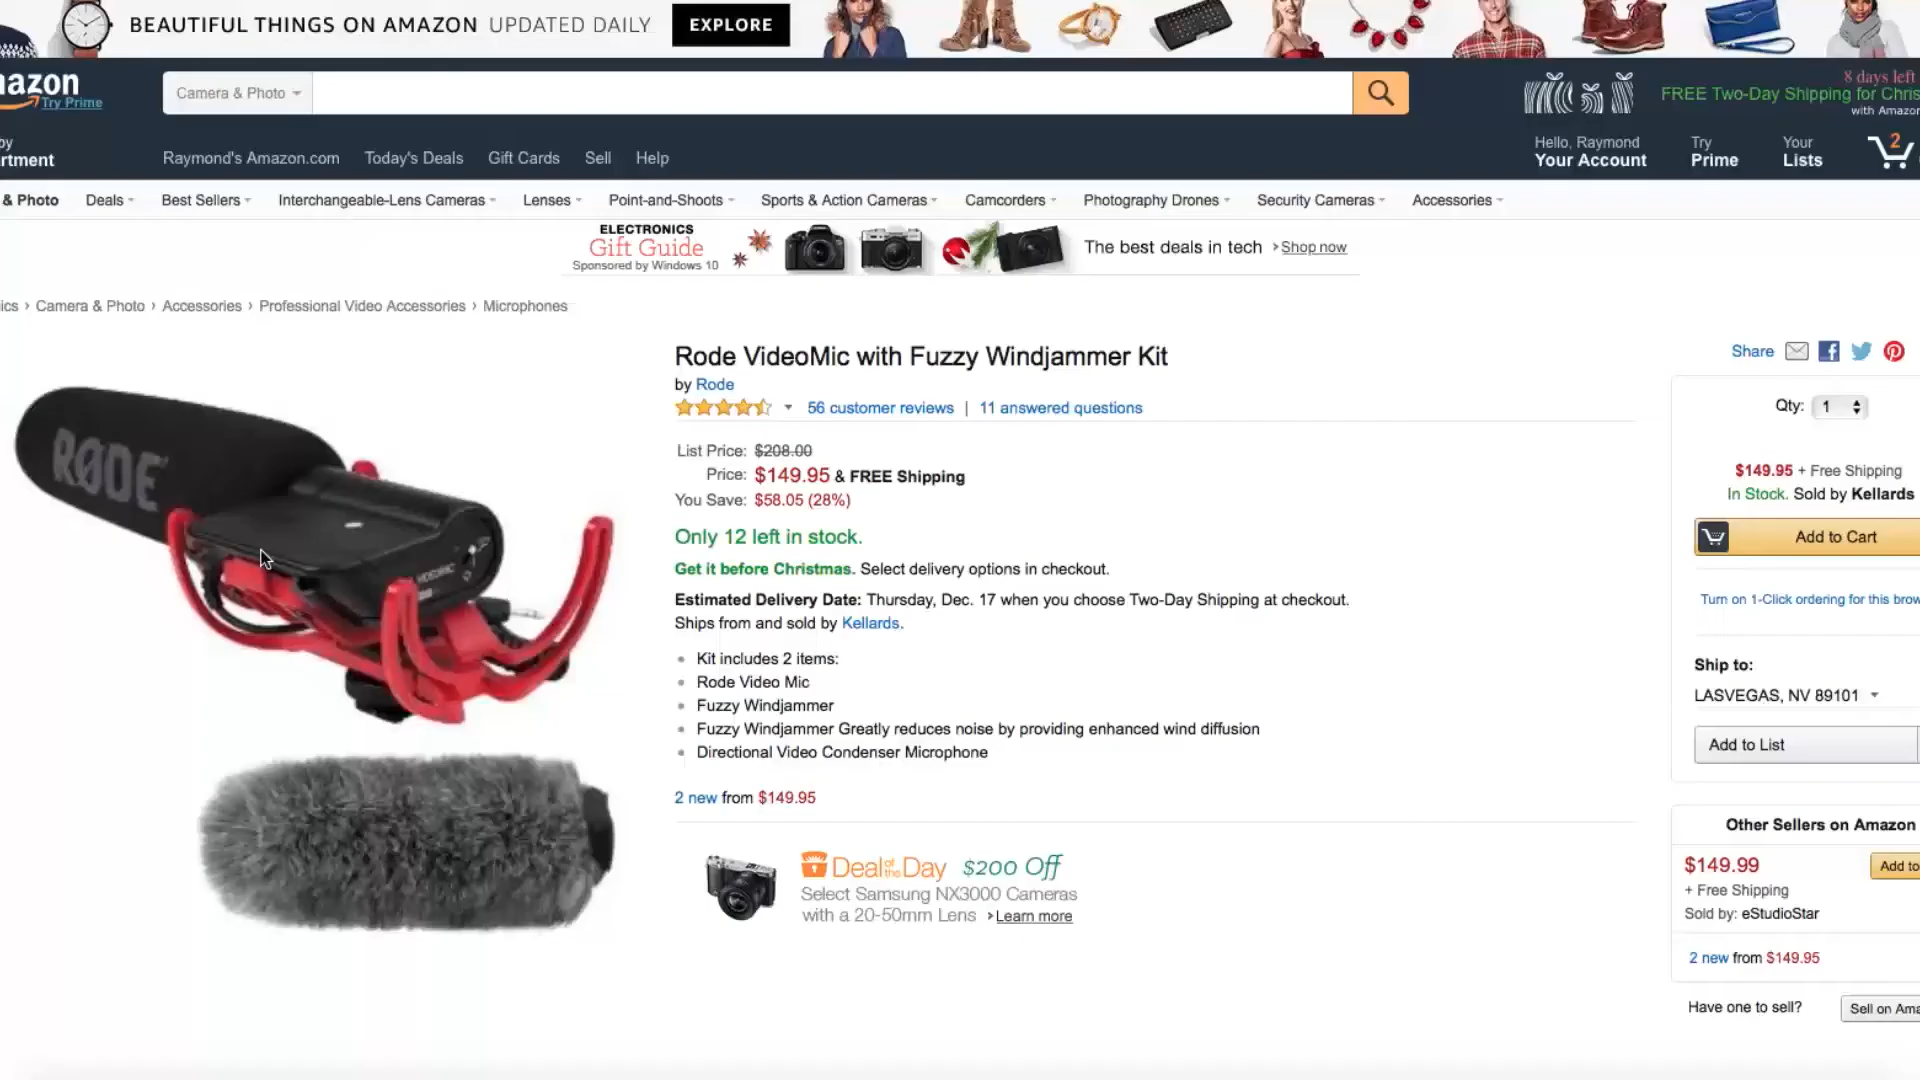 BEAUTIFUL THINGS ON AMAZON UPDATED DAILY EXPLORE
mazon
Try Prime
Camera & Photo
8 days left
FREE Two-Day Shipping for Chris
with Amazon
by
rtment
Raymond's Amazon.com Today's Deals Gift Cards Sell Help
Hello, Raymond
Your Account
Try
Prime
Your
Lists
2
& Photo Deals Best Sellers Interchangeable-Lens Cameras Lenses Point-and-Shoots Sports & Action Cameras Camcorders Photography Drones Security Cameras Accessories
ELECTRONICS
Gift Guide
Sponsored by Windows 10
The best deals in tech › Shop now
ics › Camera & Photo › Accessories › Professional Video Accessories › Microphones
RØDE
Rode VideoMic with Fuzzy Windjammer Kit
by Rode
56 customer reviews | 11 answered questions
List Price: $208.00
Price: $149.95 & FREE Shipping
You Save: $58.05 (28%)
Only 12 left in stock.
Get it before Christmas. Select delivery options in checkout.
Estimated Delivery Date: Thursday, Dec. 17 when you choose Two-Day Shipping at checkout.
Ships from and sold by Kellards.
Kit includes 2 items:
Rode Video Mic
Fuzzy Windjammer
Fuzzy Windjammer Greatly reduces noise by providing enhanced wind diffusion
Directional Video Condenser Microphone
2 new from $149.95
Deal of the Day $200 Off
Select Samsung NX3000 Cameras
with a 20-50mm Lens › Learn more
Share
Qty: 1
$149.95 + Free Shipping
In Stock. Sold by Kellards
Add to Cart
Turn on 1-Click ordering for this brow
Ship to:
LASVEGAS, NV 89101
Add to List
Other Sellers on Amazon
$149.99
Add to
+ Free Shipping
Sold by: eStudioStar
2 new from $149.95
Have one to sell?
Sell on Ama